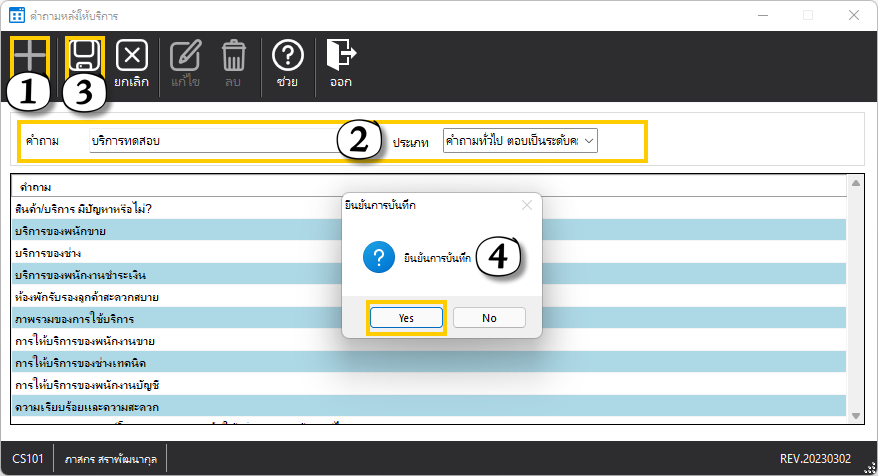 คำถามหลังให้บริการ
1
3
ยกเลิก
แก้ไข
ลบ
ช่วย
ออก
คำถาม
บริการทดสอบ
2
ประเภท
คำถามทั่วไป ตอบเป็นระดับค
คำถาม
สินค้า/บริการ มีปัญหาหรือไม่?
บริการของพนักขาย
บริการของช่าง
บริการของพนักงานชำระเงิน
ห้องพักรับรองลูกค้าสะดวกสบาย
ภาพรวมของการใช้บริการ
การให้บริการของพนักงานขาย
การให้บริการของช่างเทคนิค
การให้บริการของพนักงานบัญชี
ความเรียบร้อยและความสะดวก
ยืนยันการบันทึก
ยืนยันการบันทึก
4
Yes
No
CS101
ภาสกร สราพัฒนากุล
REV.20230302